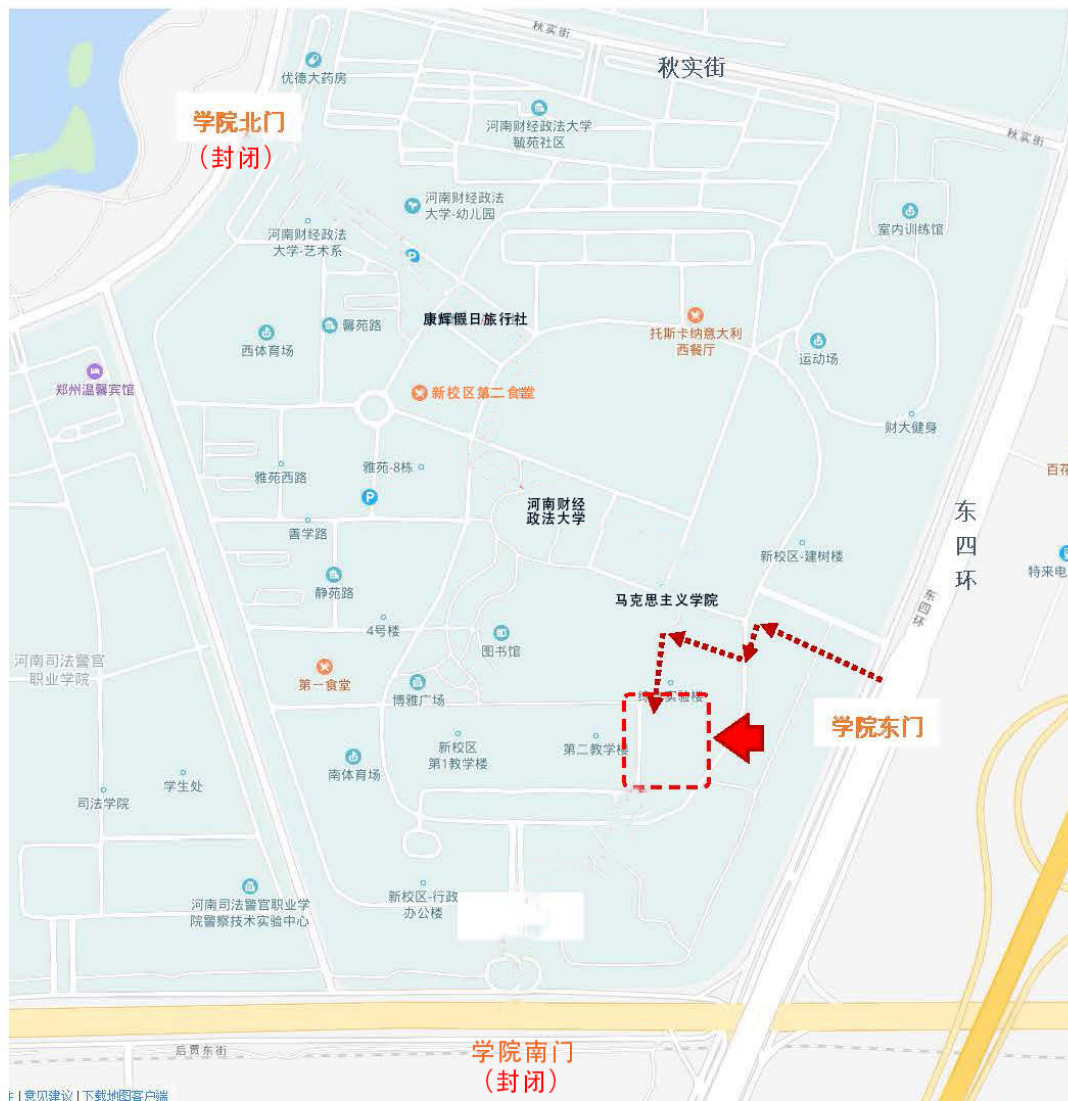 秋实街
秋实街
优德大药房
学院北门
（封闭）
河南财经政法大学
毓苑社区
秋实街
河南财经政法
大学-幼儿园
河南财经政法
大学-艺术系
P
室内训练馆
康辉假日旅行社
馨苑路
西体育场
托斯卡纳意大利
西餐厅
运动场
郑州温馨宾馆
新校区第二食堂
财大健身
雅苑西路
雅苑-8栋
百花
P
河南财经
政法大学
东
四
环
善学路
新校区-建树楼
特来电
静苑路
马克思主义学院
东四环
4号楼
图书馆
河南司法警官
职业学院
第一食堂
博雅广场
实验楼
学院东门
新校区
第1教学楼
第二教学楼
南体育场
学生处
司法学院
河南司法警官职业学
院警察技术实验中心
新校区-行政
办公楼
后贾东街
学院南门
（封闭）
| 意见建议 | 下载地图客户端